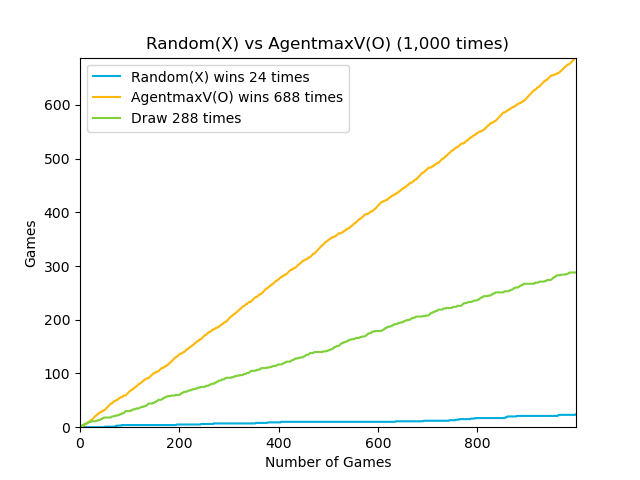 Random(X) vs AgentmaxV(O) (1,000 times)
Random(X) wins 24 times
AgentmaxV(O) wins 688 times
Draw 288 times
Games
600
500
400
300
200
100
0
0 200 400 600 800
Number of Games